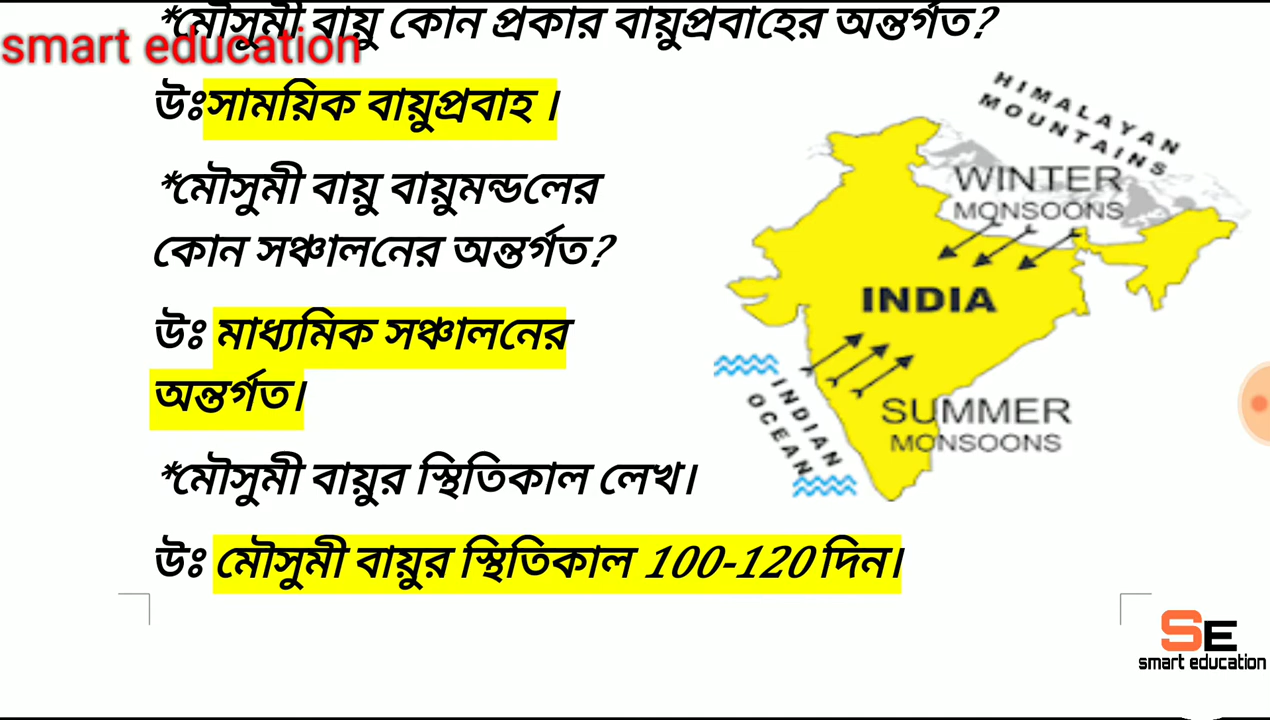 *মৌসুমী বায়ু কোন প্রকার বায়ুপ্রবাহের অন্তর্গত?
smart education
উঃসাময়িক বায়ুপ্রবাহ ।
*মৌসুমী বায়ু বায়ুমন্ডলের
কোন সঞ্চালনের অন্তর্গত?
উঃ মাধ্যমিক সঞ্চালনের
অন্তর্গত।
*মৌসুমী বায়ুর স্থিতিকাল লেখ।
উঃ মৌসুমী বায়ুর স্থিতিকাল 100-120 দিন।
HIMALAYAN
MOUNTAINS
WINTER
MONSOONS
INDIA
INDIAN
OCEAN
SUMMER
MONSOONS
SE
smart education